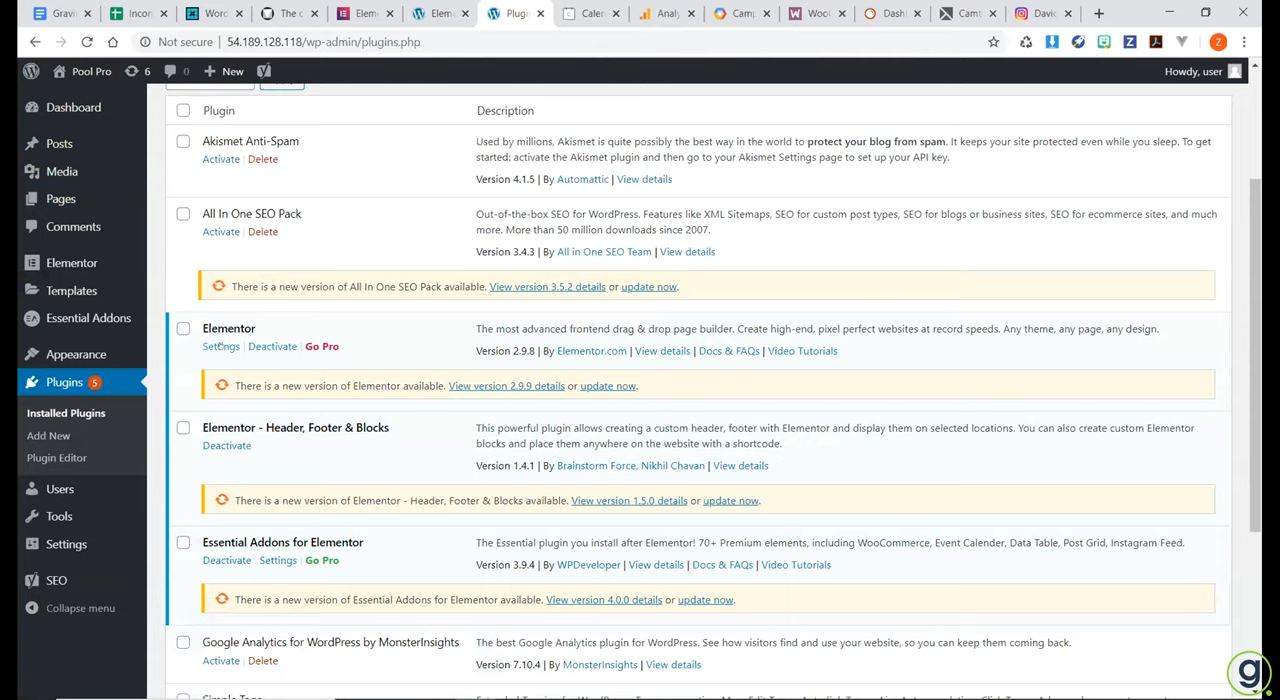 Gravi
Incon
Word
The c
Elem
Elem
Plugi
Calen
Analy
Camp
WooC
Dash
Camt
David
Not secure | 54.189.128.118/wp-admin/plugins.php
Pool Pro 6 0 New
Howdy, user
Dashboard
Posts
Media
Pages
Comments
Elementor
Templates
Essential Addons
Appearance
Plugins 5
Installed Plugins
Add New
Plugin Editor
Users
Tools
Settings
SEO
Collapse menu
Plugin Description
Akismet Anti-Spam
Activate | Delete
Used by millions, Akismet is quite possibly the best way in the world to protect your blog from spam. It keeps your site protected even while you sleep. To get
started: activate the Akismet plugin and then go to your Akismet Settings page to set up your API key.
Version 4.1.5 | By Automattic | View details
All In One SEO Pack
Activate | Delete
Out-of-the-box SEO for WordPress. Features like XML Sitemaps, SEO for custom post types, SEO for blogs or business sites, SEO for ecommerce sites, and much
more. More than 50 million downloads since 2007.
Version 3.4.3 | By All in One SEO Team | View details
There is a new version of All In One SEO Pack available. View version 3.5.2 details or update now.
Elementor
Settings | Deactivate | Go Pro
The most advanced frontend drag & drop page builder. Create high-end, pixel perfect websites at record speeds. Any theme, any page, any design.
Version 2.9.8 | By Elementor.com | View details | Docs & FAQs | Video Tutorials
There is a new version of Elementor available. View version 2.9.9 details or update now.
Elementor - Header, Footer & Blocks
Deactivate
This powerful plugin allows creating a custom header, footer with Elementor and display them on selected locations. You can also create custom Elementor
blocks and place them anywhere on the website with a shortcode.
Version 1.4.1 | By Brainstorm Force, Nikhil Chavan | View details
There is a new version of Elementor - Header, Footer & Blocks available. View version 1.5.0 details or update now.
Essential Addons for Elementor
Deactivate | Settings | Go Pro
The Essential plugin you install after Elementor! 70+ Premium elements, including WooCommerce, Event Calender, Data Table, Post Grid, Instagram Feed.
Version 3.9.4 | By WPDeveloper | View details | Docs & FAQs | Video Tutorials
There is a new version of Essential Addons for Elementor available. View version 4.0.0 details or update now.
Google Analytics for WordPress by MonsterInsights
Activate | Delete
The best Google Analytics plugin for WordPress. See how visitors find and use your website, so you can keep them coming back.
Version 7.10.4 | By MonsterInsights | View details
g